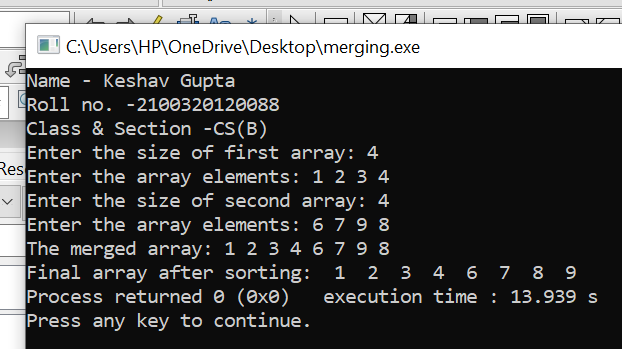 C:\Users\HP\OneDrive\Desktop\merging.exe
Name - Keshav Gupta
Roll no. -2100320120088
Class & Section -CS(B)
Enter the size of first array: 4
Enter the array elements: 1 2 3 4
Enter the size of second array: 4
Enter the array elements: 6 7 9 8
The merged array: 1 2 3 4 6 7 9 8
Final array after sorting:  1  2  3  4  6  7  8  9
Process returned 0 (0x0)   execution time : 13.939 s
Press any key to continue.